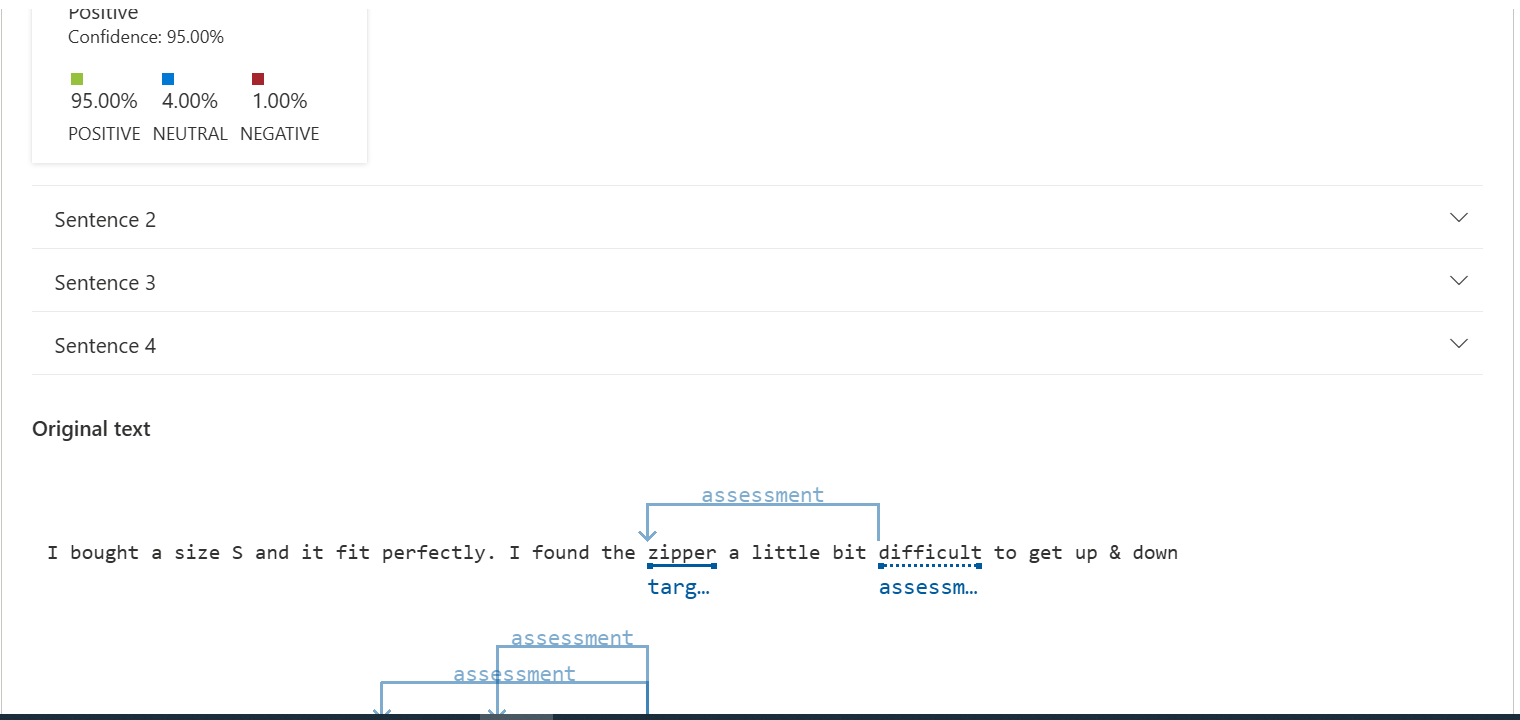 Positive
Confidence: 95.00%
95.00% 4.00% 1.00%
POSITIVE NEUTRAL NEGATIVE
Sentence 2
Sentence 3
Sentence 4
Original text
assessment
I bought a size S and it fit perfectly. I found the zipper a little bit difficult to get up & down
targ… assessm…
assessment
assessment